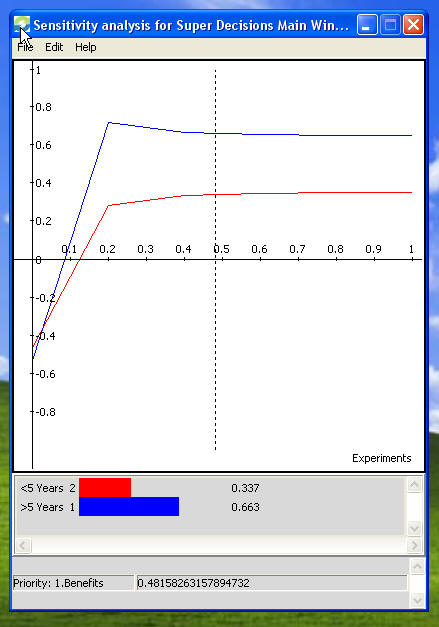 Sensitivity analysis for Super Decisions Main Win...
File Edit Help
1
0.8
0.6
0.4
0.2
0.1 0.2 0.3 0.4 0.5 0.6 0.7 0.8 0.9 1
0
-0.2
-0.4
-0.6
-0.8
Experiments
<5 Years 2 0.337
>5 Years 1 0.663
Priority: 1.Benefits 0.48158263157894732